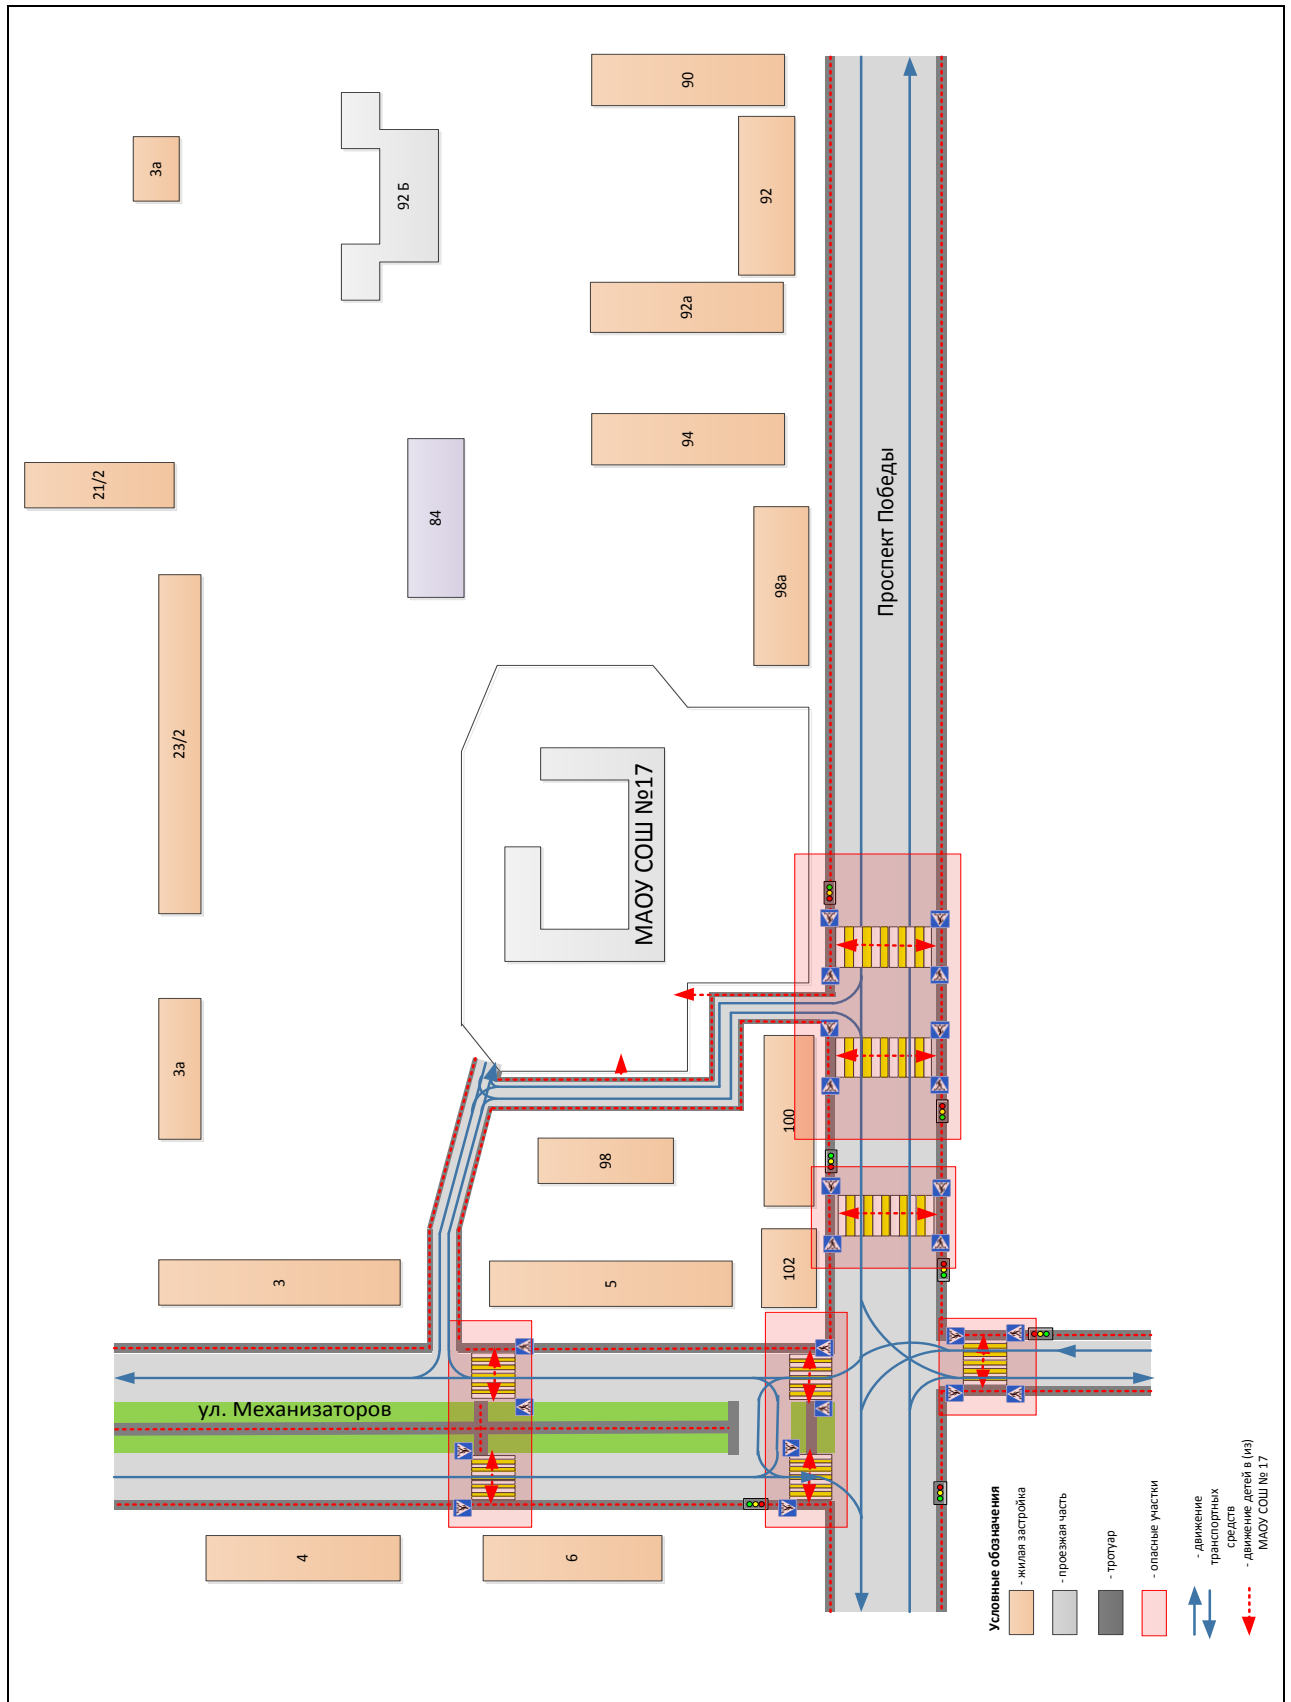 90
3а
92 Б
92
92а
94
21/2
84
Проспект Победы
98а
23/2
МАОУ СОШ №17
3а
100
98
102
3
5
ул. Механизаторов
4
6
Условные обозначения
- жилая застройка
- проезжая часть
- тротуар
- опасные участки
- движение
транспортных
средств
- движение детей в (из)
МАОУ СОШ № 17